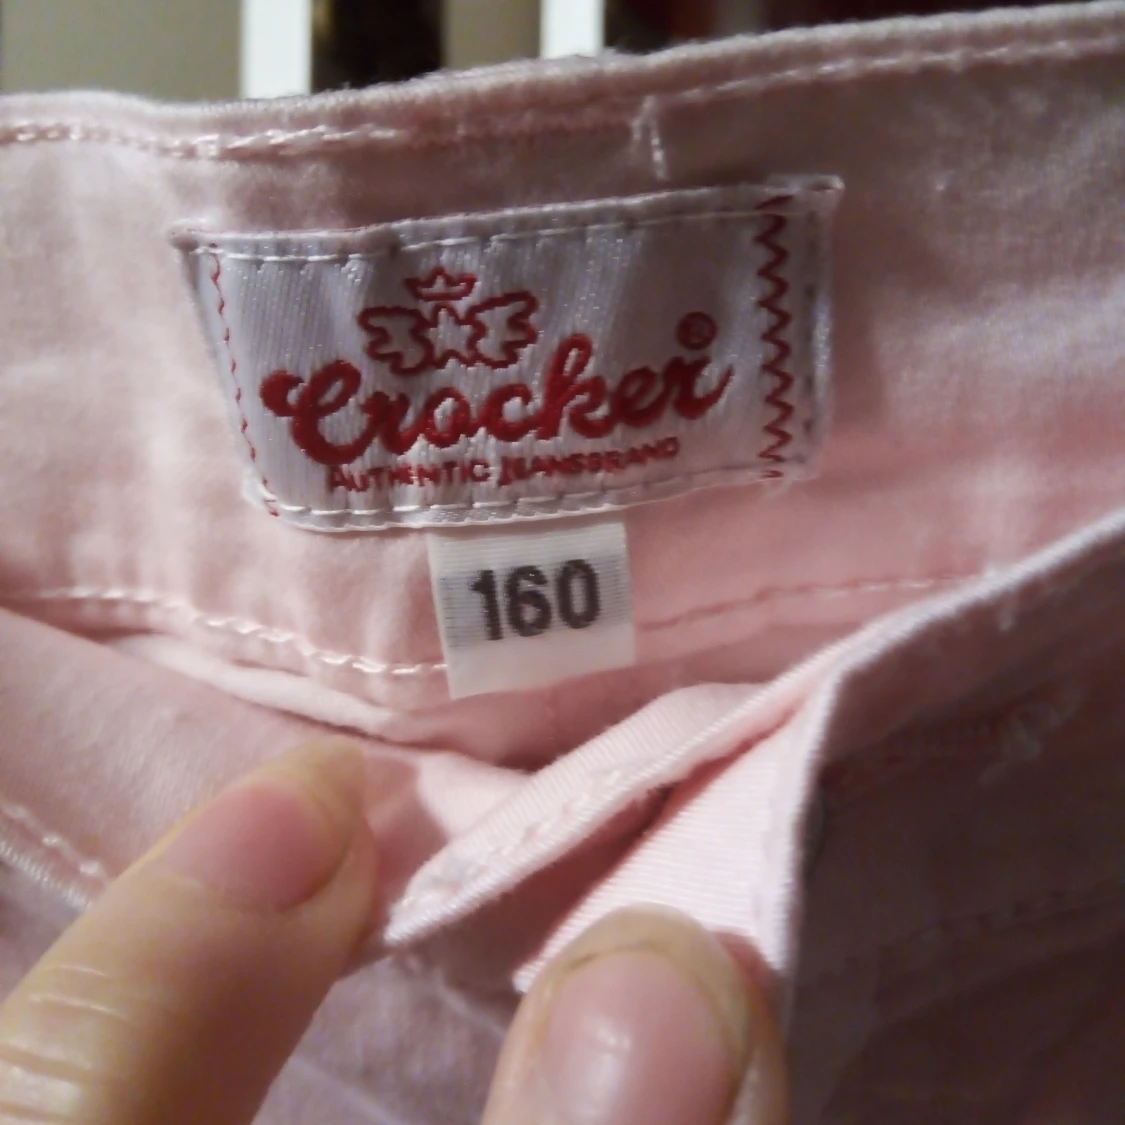 Crocker®
AUTHENTIC JEANSBRAND
160